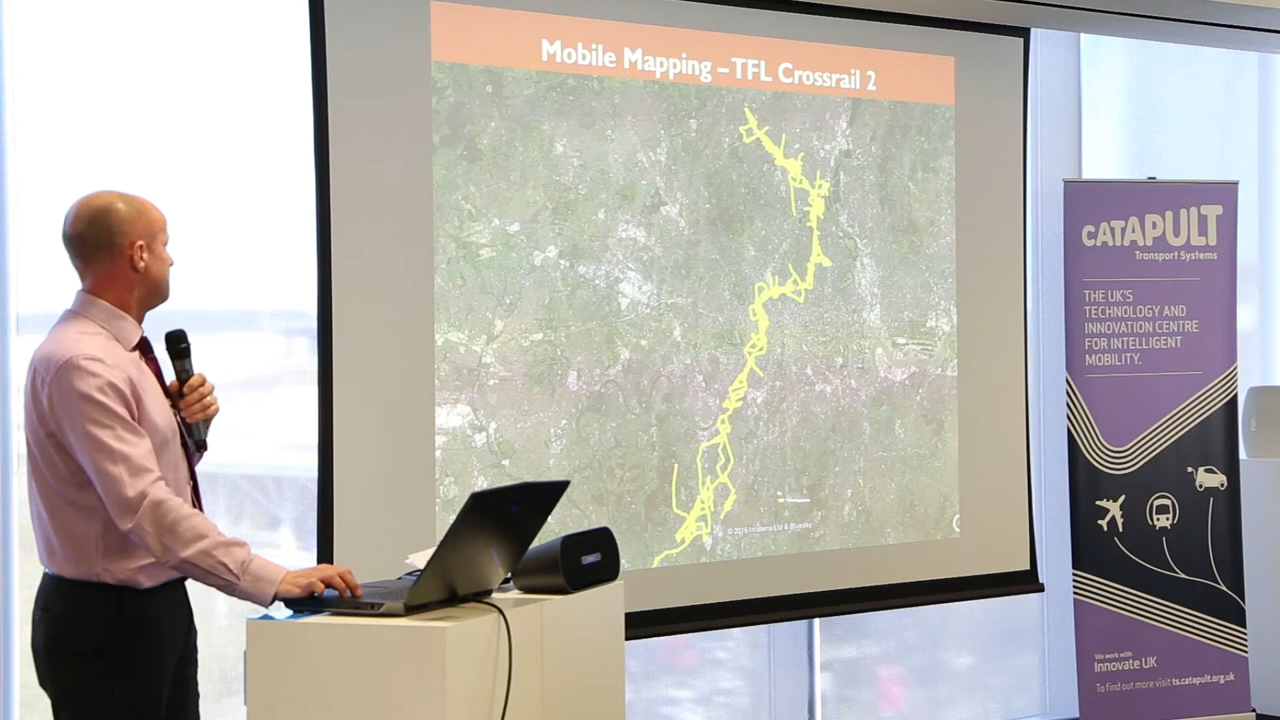 Mobile Mapping – TFL Crossrail 2
© 2016 Infoterra Ltd & Bluesky
CATAPULT
Transport Systems
THE UK'S
TECHNOLOGY AND
INNOVATION CENTRE
FOR INTELLIGENT
MOBILITY.
We work with
Innovate UK
To find out more visit ts.catapult.org.uk